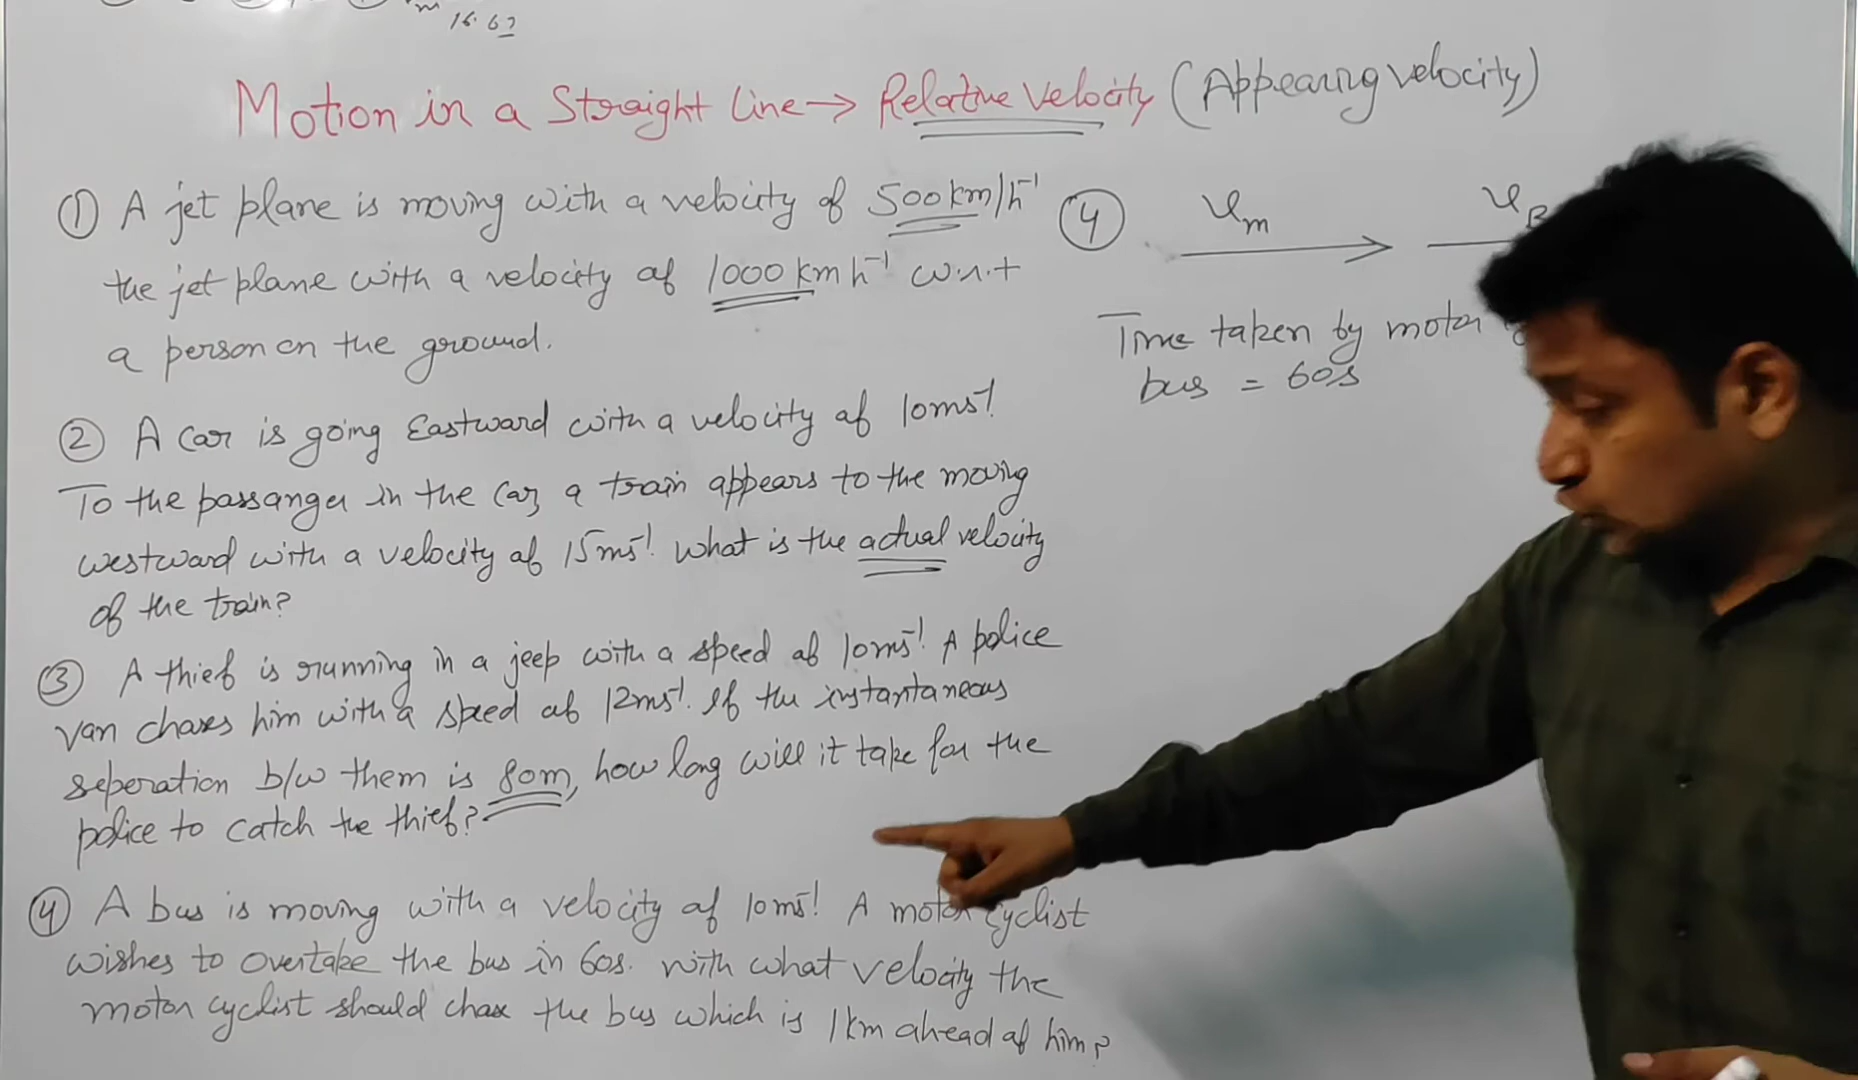 16.67
Motion in a Straight Line → Relative Velocity (Appearing velocity)
① A jet plane is moving with a velocity of 500km/h⁻¹
the jet plane with a velocity of 1000 kmh⁻¹ w.r.t
a person on the ground.
② A car is going Eastward with a velocity of 10ms⁻¹.
To the passanger in the car, a train appears to the moving
westward with a velocity of 15ms⁻¹. what is the actual velocity
of the train?
③ A thief is running in a jeep with a speed of 10ms⁻¹. A police
van chases him with a speed of 12ms⁻¹. If the instantaneous
seperation b/w them is 80m, how long will it take for the
police to catch the thief?
④ A bus is moving with a velocity of 10ms⁻¹. A motor cyclist
wishes to overtake the bus in 60s. With what velocity the
motor cyclist should chase the bus which is 1km ahead of him?
④ vₘ v_B
Time taken by motor
bus = 60s